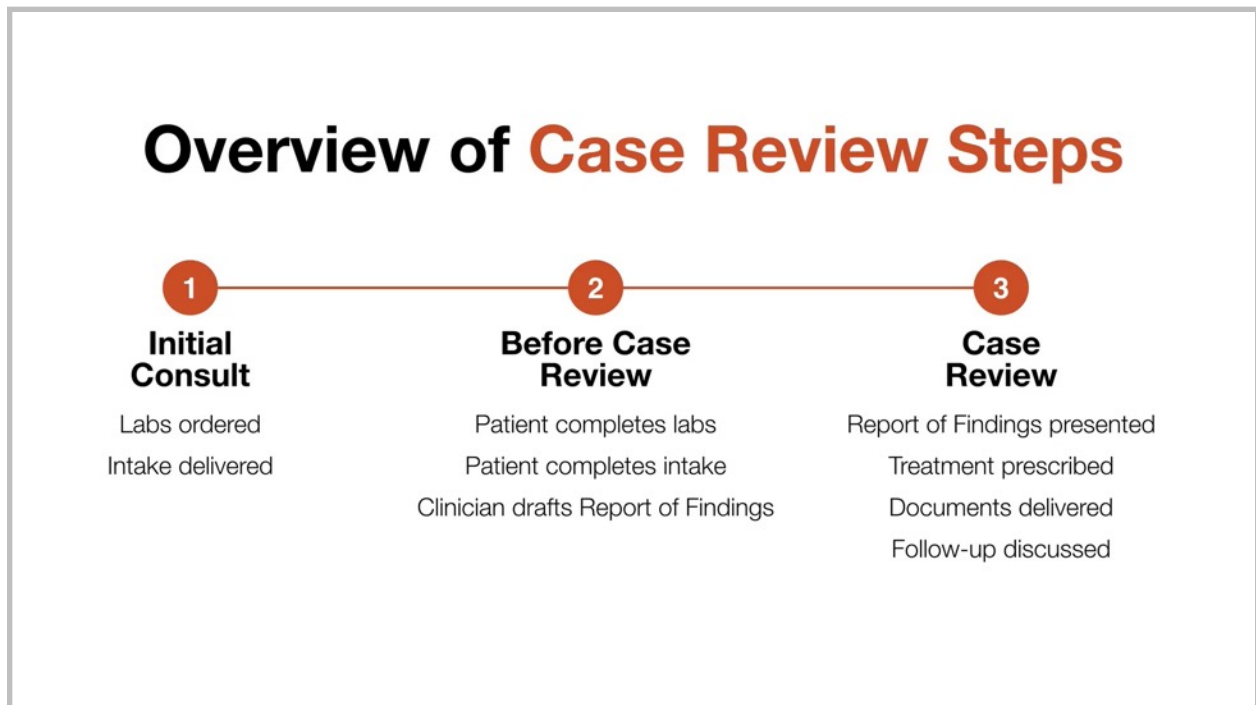 Overview of Case Review Steps
1
Initial
Consult
Labs ordered
Intake delivered
2
Before Case
Review
Patient completes labs
Patient completes intake
Clinician drafts Report of Findings
3
Case
Review
Report of Findings presented
Treatment prescribed
Documents delivered
Follow-up discussed